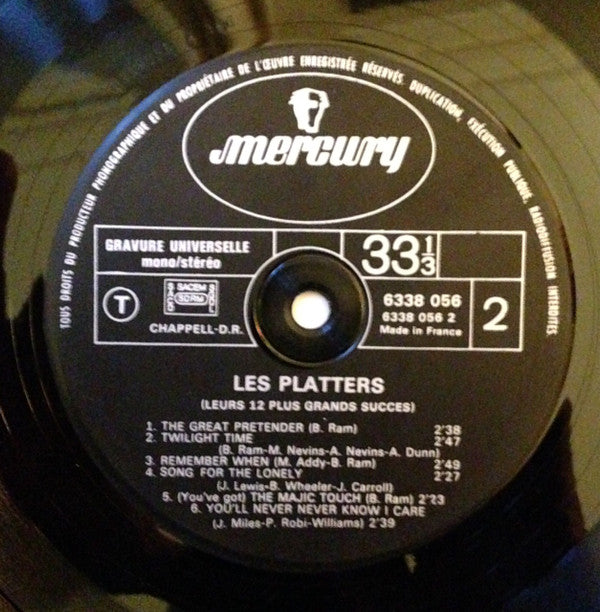 TOUS DROITS DU PRODUCTEUR PHONOGRAPHIQUE ET DU PROPRIÉTAIRE DE L'ŒUVRE ENREGISTRÉE RÉSERVÉS. DUPLICATION, EXÉCUTION PUBLIQUE, RADIODIFFUSION INTERDITES
mercury
GRAVURE UNIVERSELLE
mono/stéréo
33 1/3
T
SACEM
SDRM
SACD
SGDL
CHAPPELL-D.R.
6338 056
6338 056 2
Made in France
2
LES PLATTERS
(LEURS 12 PLUS GRANDS SUCCES)
1. THE GREAT PRETENDER (B. Ram) 2'38
2. TWILIGHT TIME 2'47
(B. Ram-M. Nevins-A. Nevins-A. Dunn)
3. REMEMBER WHEN (M. Addy-B. Ram) 2'49
4. SONG FOR THE LONELY 2'27
(J. Lewis-B. Wheeler-J. Carroll)
5. (You've got) THE MAJIC TOUCH (B. Ram) 2'23
6. YOU'LL NEVER NEVER KNOW I CARE
(J. Miles-P. Robi-Williams) 2'39